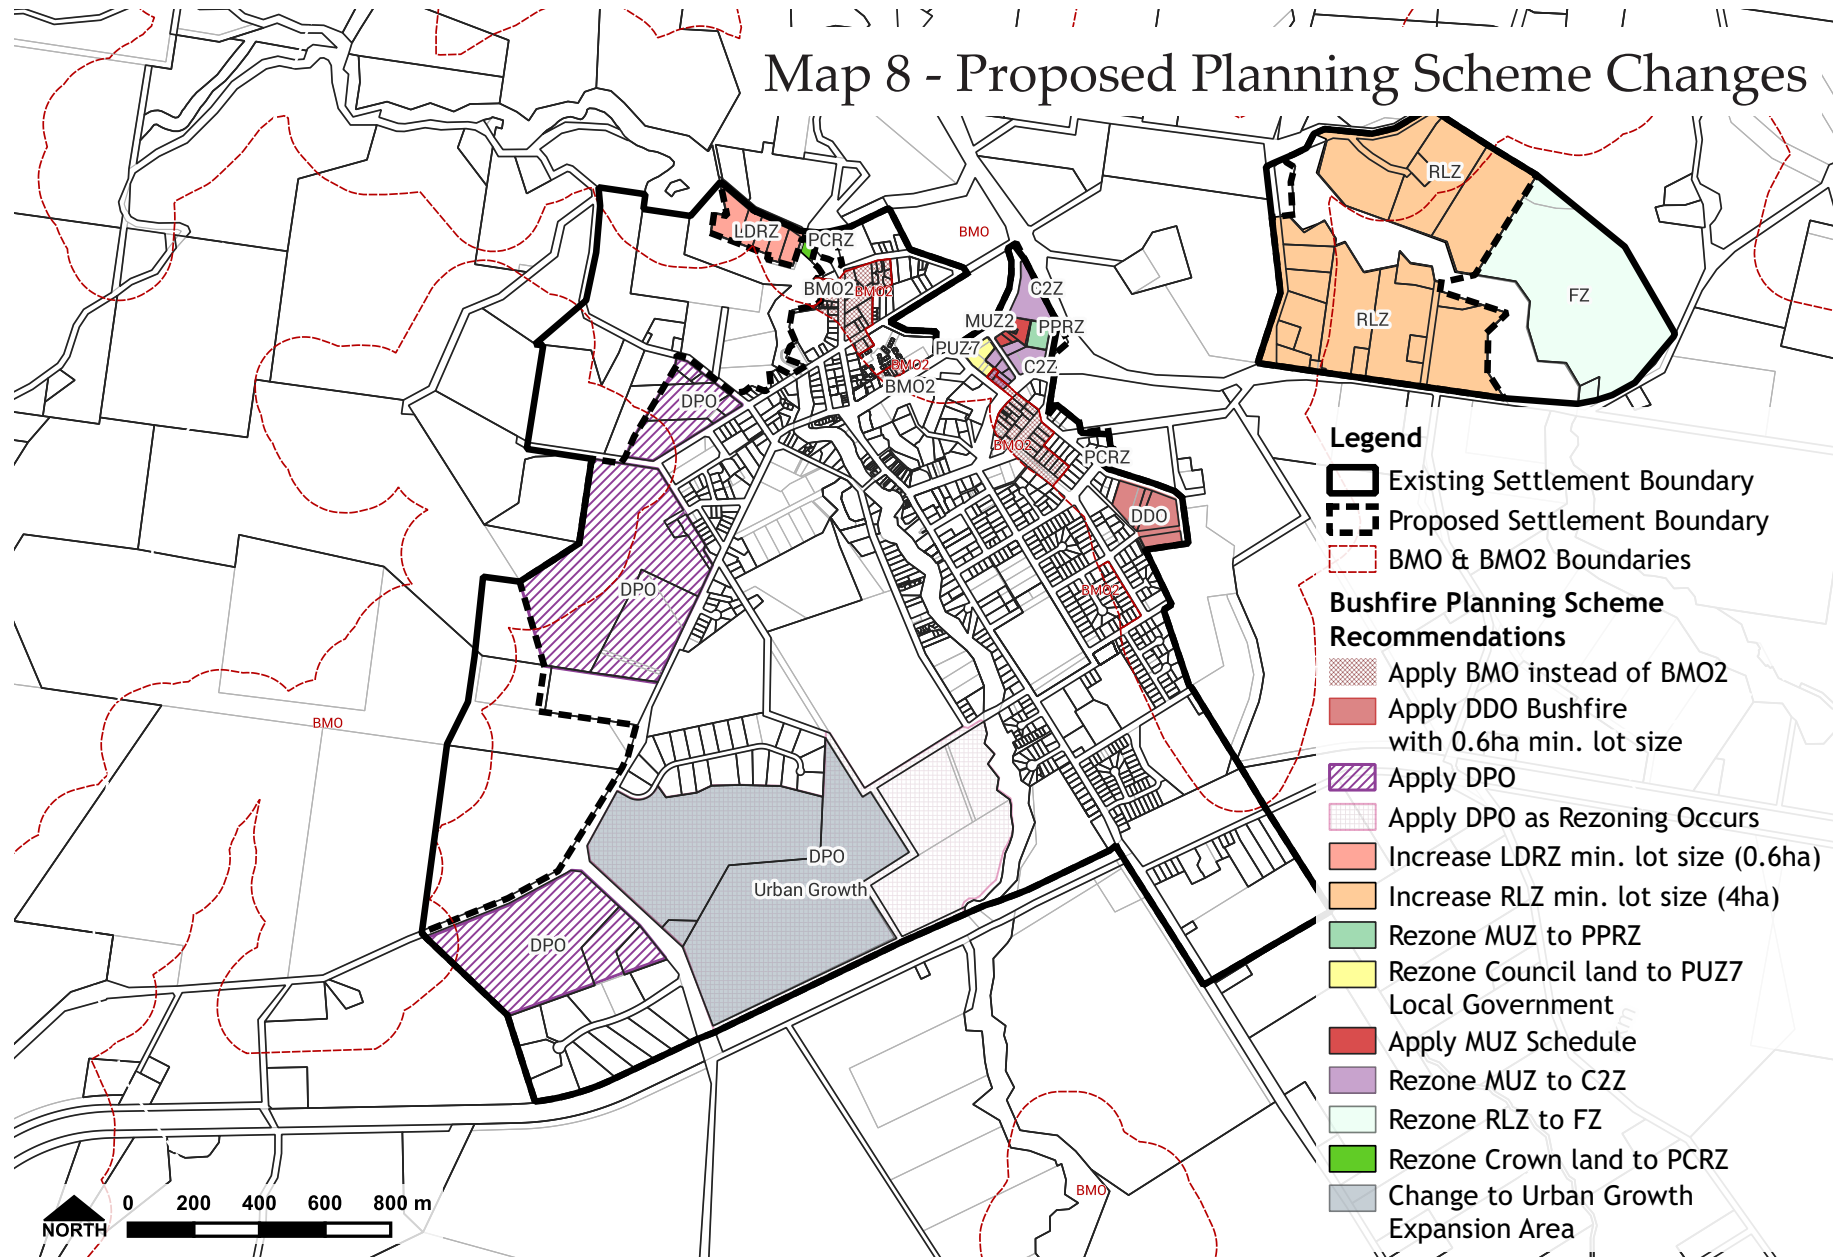 Map 8 - Proposed Planning Scheme Changes
RLZ
LDRZ
PCRZ
BMO
BMO2
BMO2
C2Z
FZ
MUZ2
PPRZ
RLZ
PUZ7
BMO2
C2Z
BMO2
DPO
BMO2
PCRZ
DDO
DPO
BMO2
BMO
DPO
Urban Growth
DPO
BMO
Legend
Existing Settlement Boundary
Proposed Settlement Boundary
BMO & BMO2 Boundaries
Bushfire Planning Scheme
Recommendations
Apply BMO instead of BMO2
Apply DDO Bushfire
with 0.6ha min. lot size
Apply DPO
Apply DPO as Rezoning Occurs
Increase LDRZ min. lot size (0.6ha)
Increase RLZ min. lot size (4ha)
Rezone MUZ to PPRZ
Rezone Council land to PUZ7
Local Government
Apply MUZ Schedule
Rezone MUZ to C2Z
Rezone RLZ to FZ
Rezone Crown land to PCRZ
Change to Urban Growth
Expansion Area
NORTH
0 200 400 600 800 m